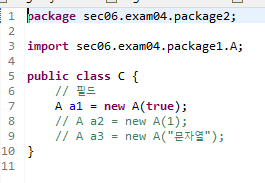 1 package sec06.exam04.package2;
2
3 import sec06.exam04.package1.A;
4
5 public class C {
6 // 필드
7 A a1 = new A(true);
8 // A a2 = new A(1);
9 // A a3 = new A("문자열");
10 }
11